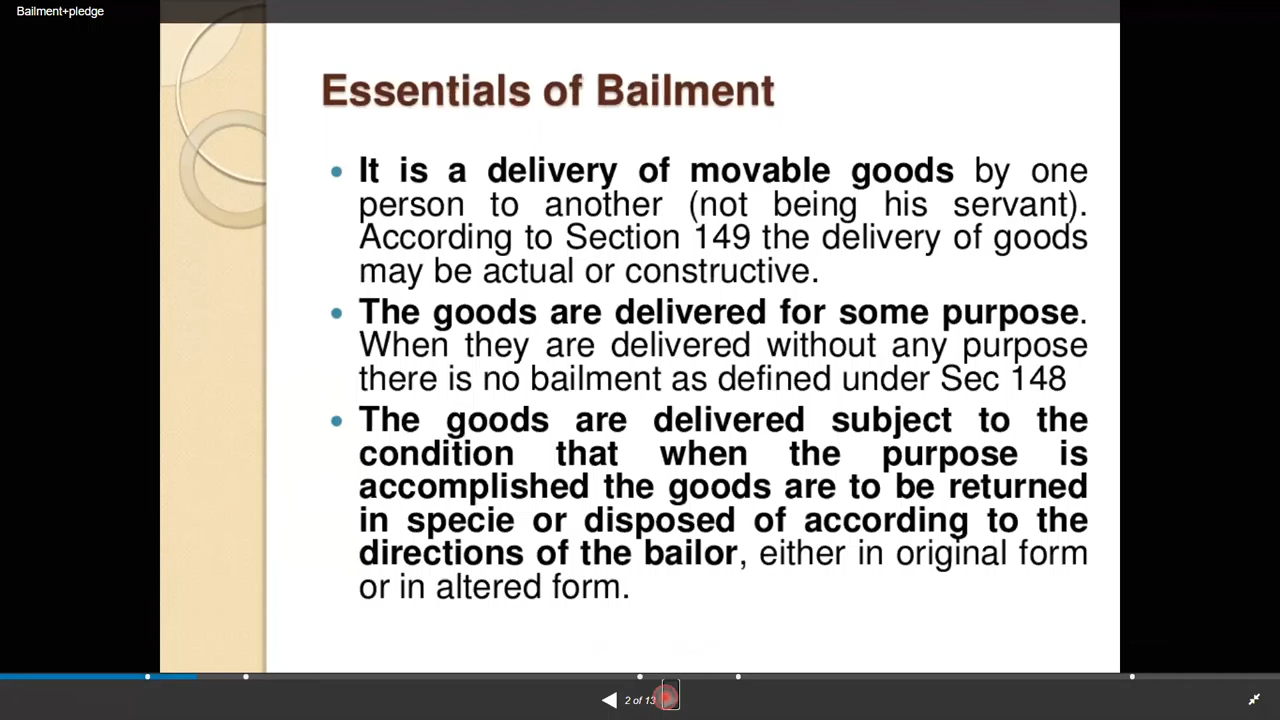 Bailment+pledge
Essentials of Bailment
• It is a delivery of movable goods by one
person to another (not being his servant).
According to Section 149 the delivery of goods
may be actual or constructive.
• The goods are delivered for some purpose.
When they are delivered without any purpose
there is no bailment as defined under Sec 148
• The goods are delivered subject to the
condition that when the purpose is
accomplished the goods are to be returned
in specie or disposed of according to the
directions of the bailor, either in original form
or in altered form.
2 of 13